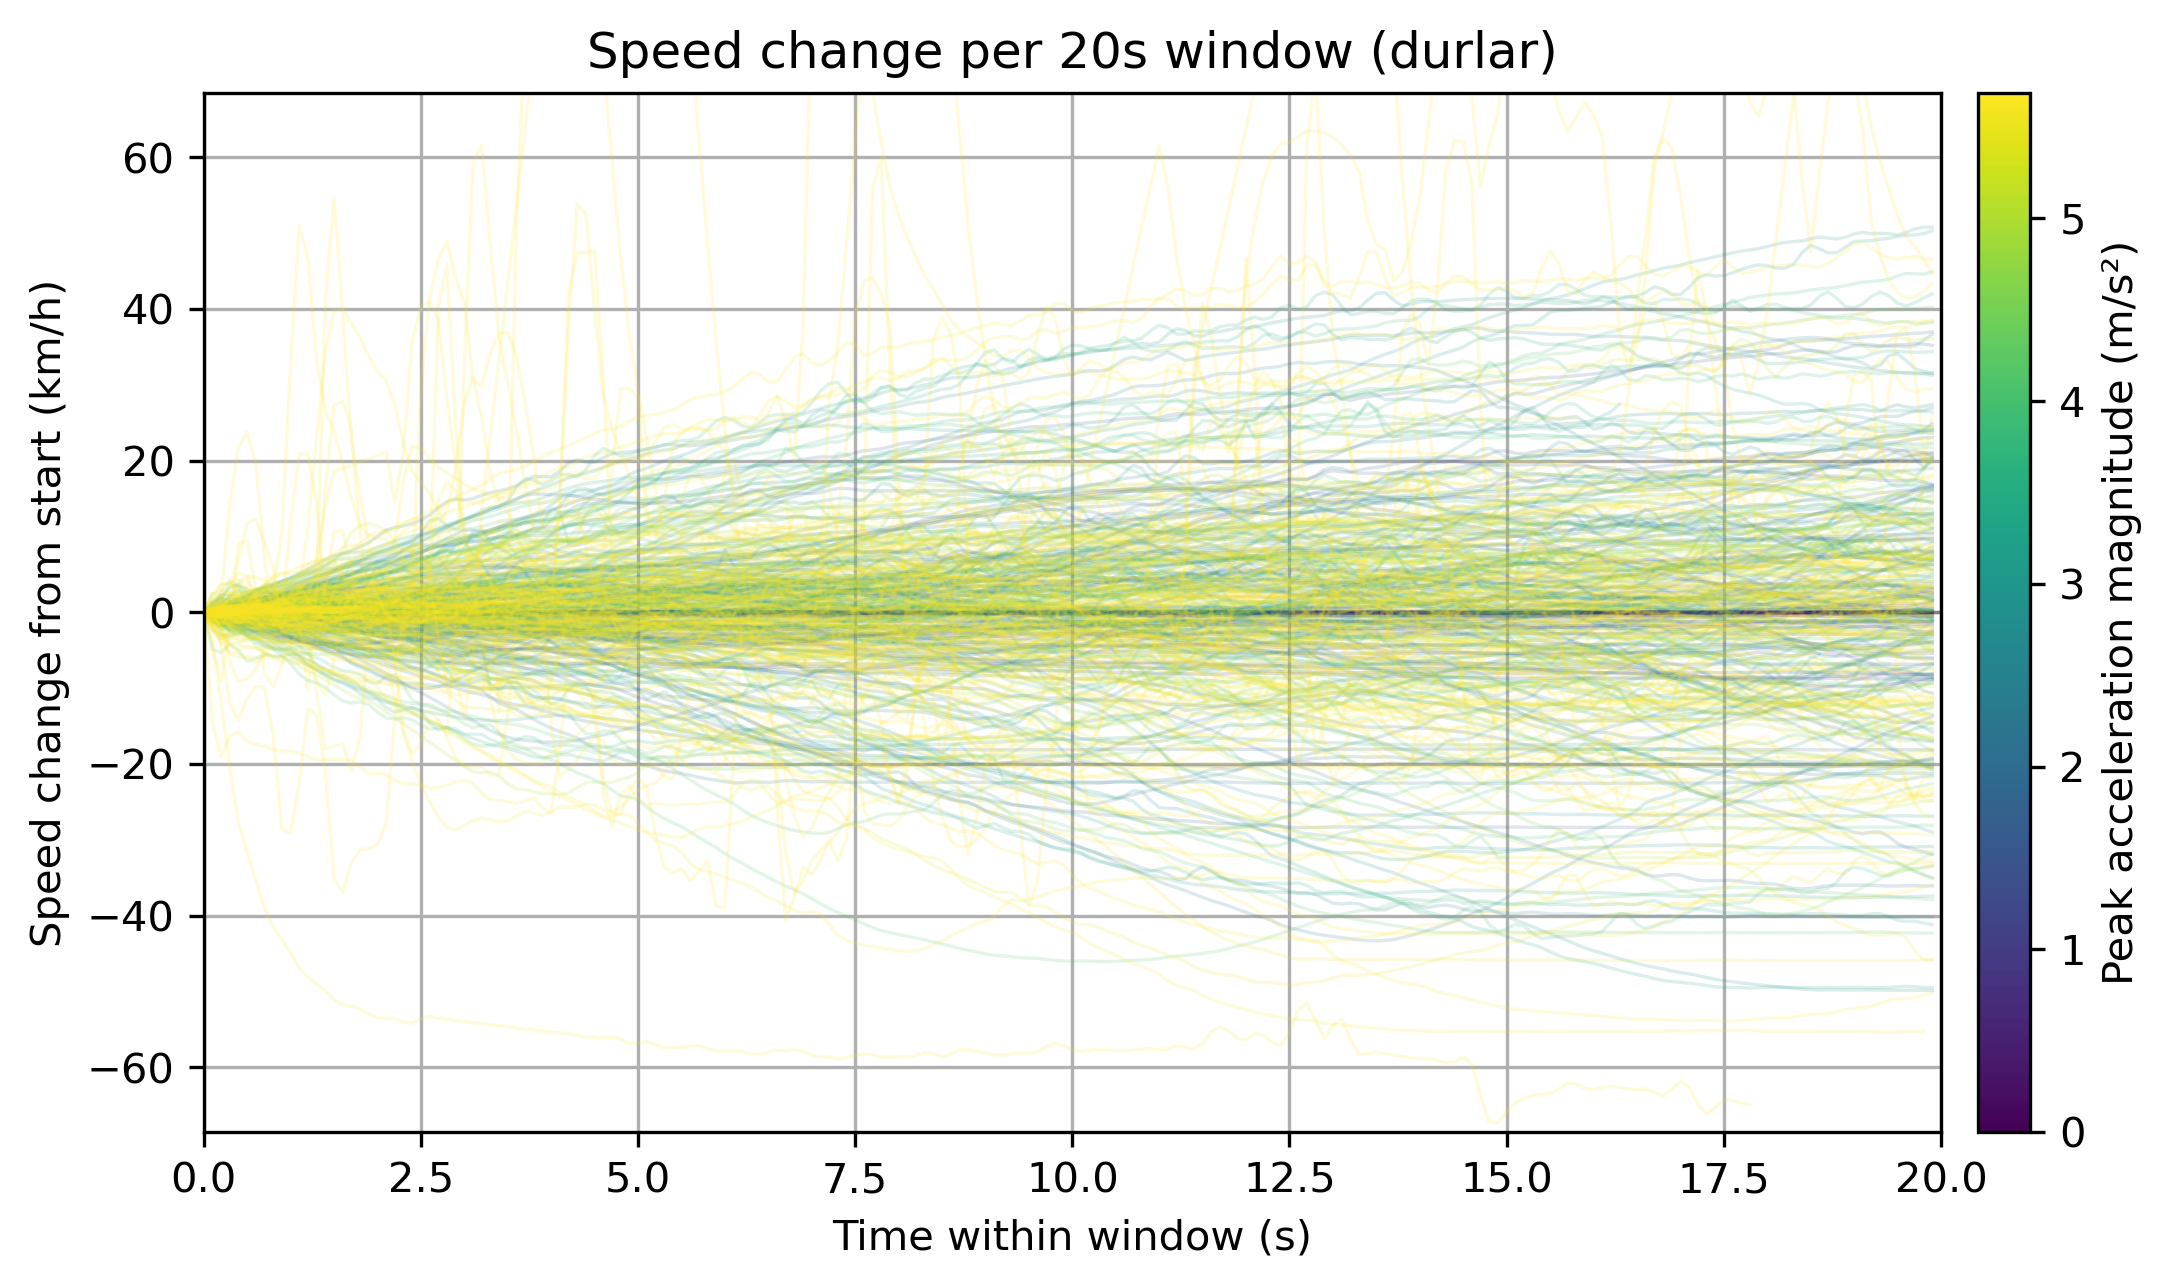 Speed change per 20s window (durlar)
60
40
20
0
−20
−40
−60
Speed change from start (km/h)
0.0 2.5 5.0 7.5 10.0 12.5 15.0 17.5 20.0
Time within window (s)
5
4
3
2
1
0
Peak acceleration magnitude (m/s²)